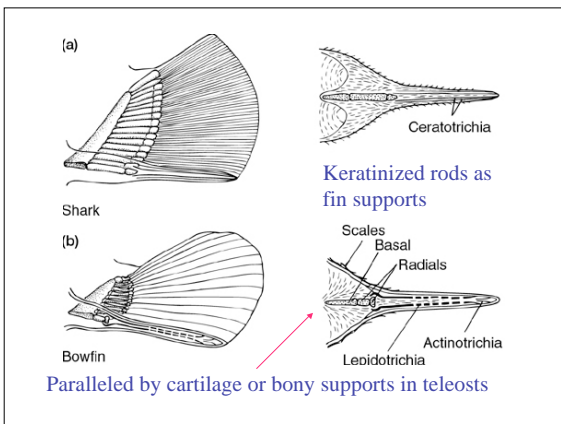 (a)
Ceratotrichia
Keratinized rods as
fin supports
Shark
(b)
Scales
Basal
Radials
Actinotrichia
Lepidotrichia
Bowfin
Paralleled by cartilage or bony supports in teleosts